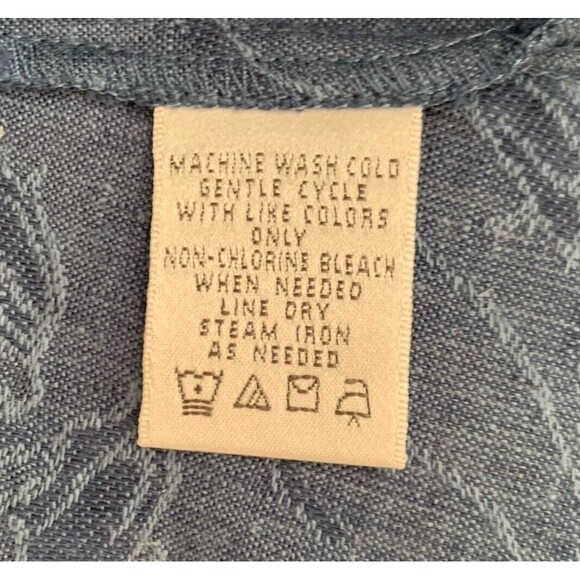 MACHINE WASH COLD
GENTLE CYCLE
WITH LIKE COLORS
ONLY
NON-CHLORINE BLEACH
WHEN NEEDED
LINE DRY
STEAM IRON
AS NEEDED